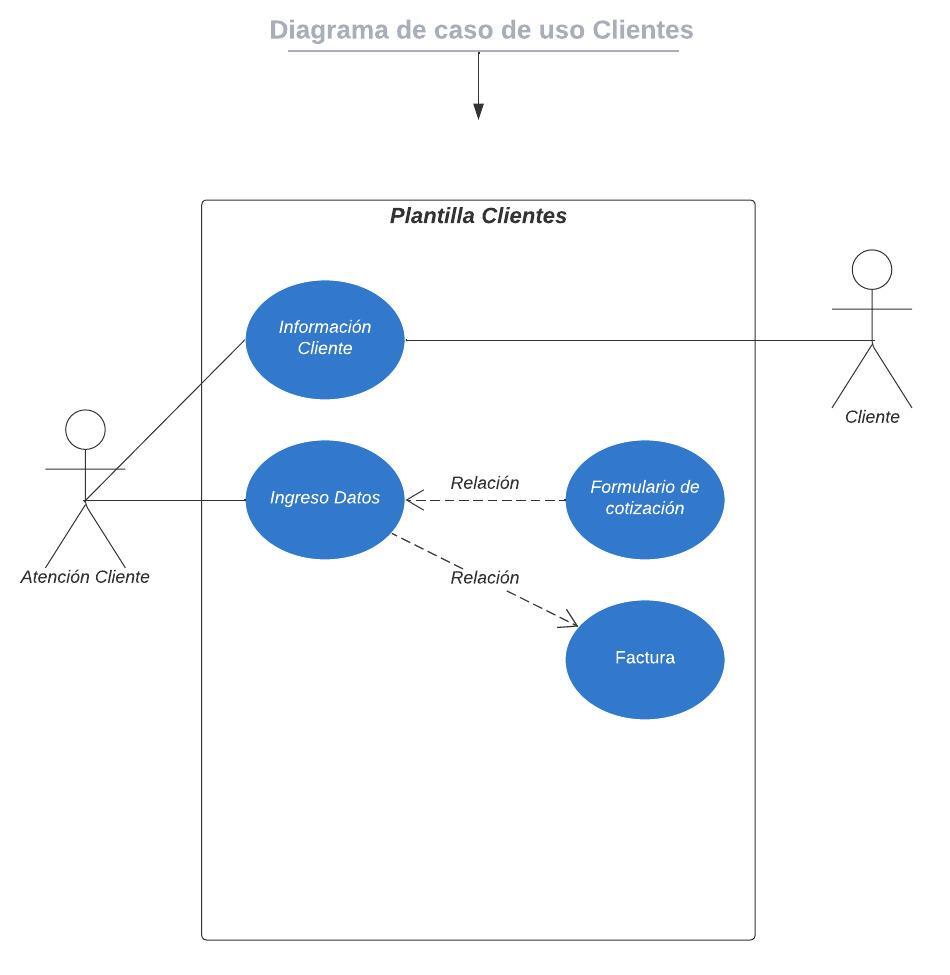 Diagrama de caso de uso Clientes
Plantilla Clientes
Información
Cliente
Cliente
Ingreso Datos
Relación
Formulario de
cotización
Atención Cliente
Relación
Factura